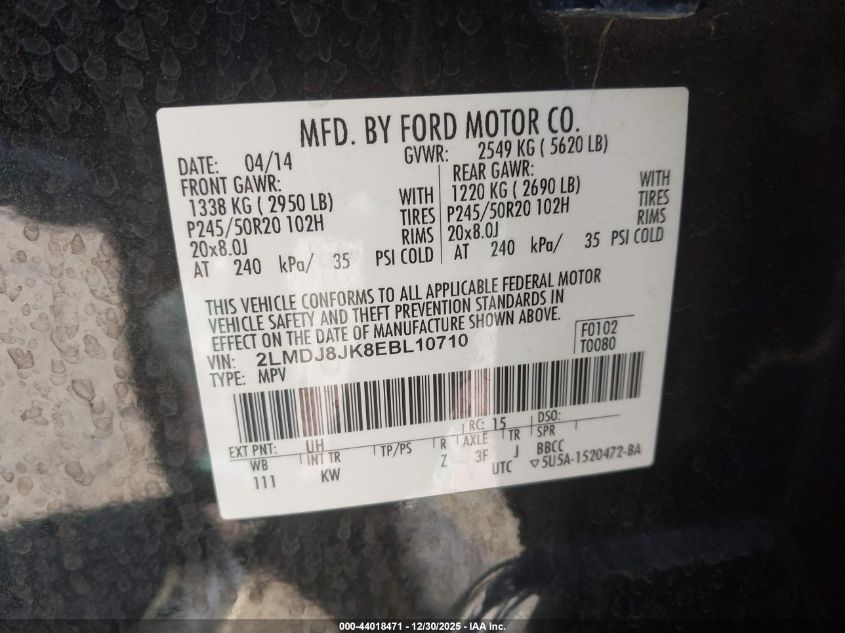 MFD. BY FORD MOTOR CO.
DATE: 04/14 GVWR: 2549 KG ( 5620 LB)
FRONT GAWR: REAR GAWR:
1338 KG ( 2950 LB) WITH 1220 KG ( 2690 LB) WITH
P245/50R20 102H TIRES P245/50R20 102H TIRES
20x8.0J RIMS 20x8.0J RIMS
AT 240 kPa/ 35 PSI COLD AT 240 kPa/ 35 PSI COLD
THIS VEHICLE CONFORMS TO ALL APPLICABLE FEDERAL MOTOR
VEHICLE SAFETY AND THEFT PREVENTION STANDARDS IN
EFFECT ON THE DATE OF MANUFACTURE SHOWN ABOVE.
VIN: 2LMDJ8JK8EBL10710 F0102
TYPE: MPV T0080
EXT PNT: UH RC: 15 DSO:
WB INT TR TP/PS R AXLE TR SPR
111 KW Z 3F J BBCC
UTC ▽5U5A-1520472-BA
000-44018471 - 12/30/2025 - IAA Inc.